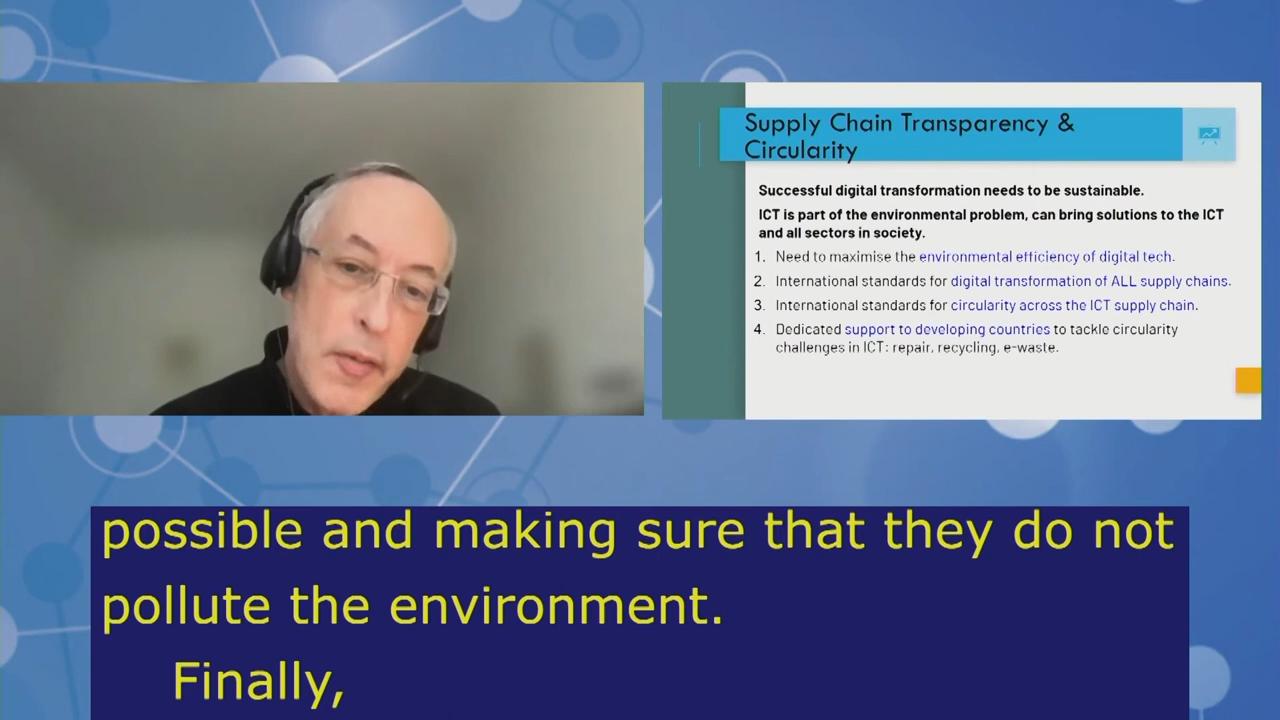 Supply Chain Transparency &
Circularity
Successful digital transformation needs to be sustainable.
ICT is part of the environmental problem, can bring solutions to the ICT
and all sectors in society.
1. Need to maximise the environmental efficiency of digital tech.
2. International standards for digital transformation of ALL supply chains.
3. International standards for circularity across the ICT supply chain.
4. Dedicated support to developing countries to tackle circularity
challenges in ICT: repair, recycling, e-waste.
possible and making sure that they do not
pollute the environment.
Finally,